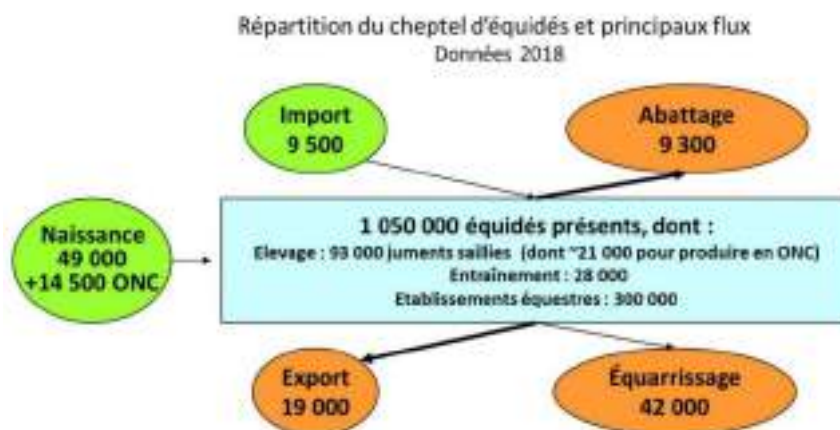 Répartition du cheptel d'équidés et principaux flux
Données 2018
Import
9 500
Abattage
9 300
Naissance
49 000
+14 500 ONC
1 050 000 équidés présents, dont :
Elevage : 93 000 juments saillies (dont ~21 000 pour produire en ONC)
Entraînement : 28 000
Etablissements équestres : 300 000
Export
19 000
Équarrissage
42 000